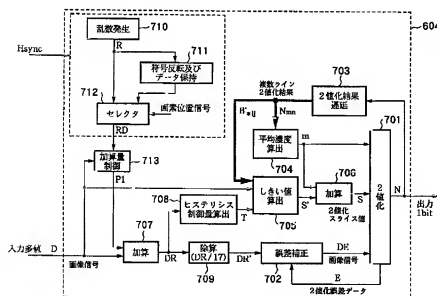 Hsync
604
乱数発生
710
R
711
符号反転及び
データ保持
712
セレクタ
画素位置信号
RD
加算量
制御
713
P1
複数ライン
2値化結果
703
2値化結果
遅延
Nmn
平均濃度
算出
704
m
701
2値化
708
ヒステリシス
制御量算出
T
しきい値
算出
705
S'
706
加算
S
2値化
スライス値
N
出力
1bit
入力多値
D
画像信号
707
加算
DR
除算
(DR/17)
709
DR'
誤差補正
702
DE
画像信号
E
2値化誤差データ